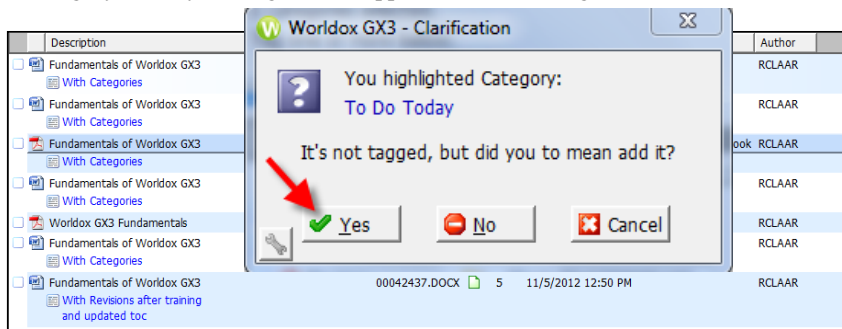 Worldox GX3 - Clarification
Description
Author
You highlighted Category:
To Do Today
It's not tagged, but did you to mean add it?
Yes
No
Cancel
Fundamentals of Worldox GX3
RCLAAR
With Categories
Fundamentals of Worldox GX3
RCLAAR
With Categories
Fundamentals of Worldox GX3
ook RCLAAR
With Categories
Fundamentals of Worldox GX3
RCLAAR
With Categories
Worldox GX3 Fundamentals
RCLAAR
Fundamentals of Worldox GX3
RCLAAR
With Categories
Fundamentals of Worldox GX3 00042437.DOCX 5 11/5/2012 12:50 PM RCLAAR
With Revisions after training
and updated toc